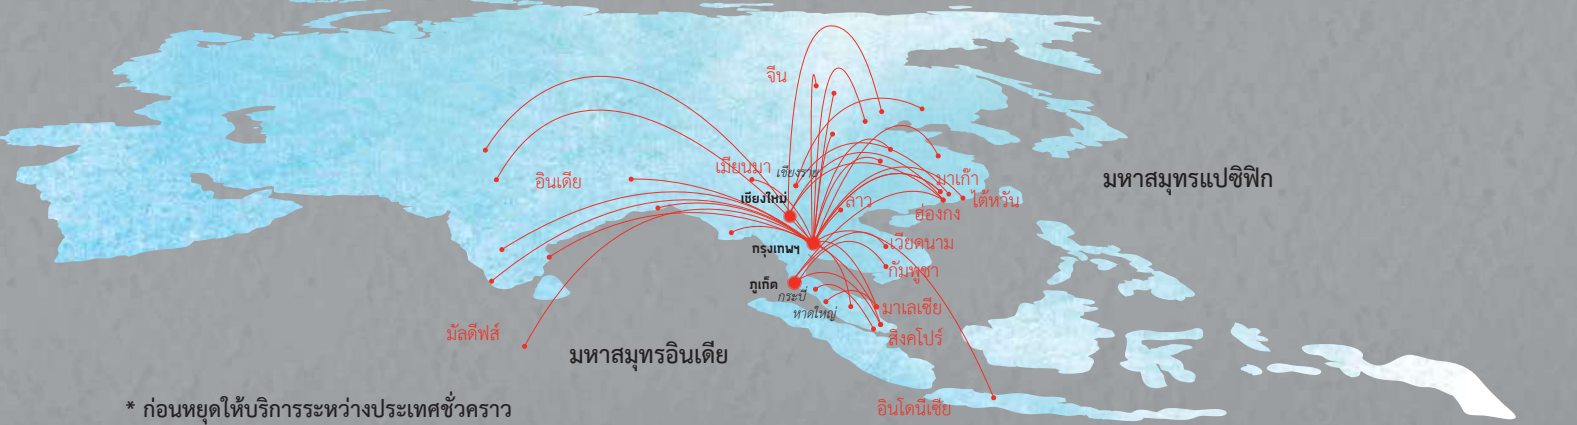 จีน
เมียนมา
เชียงราย
อินเดีย
มาเก๊า
มหาสมุทรแปซิฟิก
เชียงใหม่
ลาว
ไต้หวัน
ฮ่องกง
กรุงเทพฯ
เวียดนาม
กัมพูชา
ภูเก็ต
กระบี่
หาดใหญ่
มาเลเซีย
มัลดีฟส์
สิงคโปร์
มหาสมุทรอินเดีย
* ก่อนหยุดให้บริการระหว่างประเทศชั่วคราว
อินโดนีเซีย